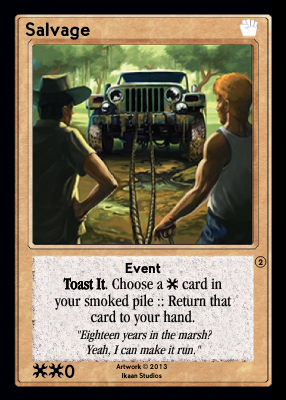 Salvage
Event
2
Toast It. Choose a card in
your smoked pile :: Return that
card to your hand.
"Eighteen years in the marsh?
Yeah, I can make it run."
0
Artwork © 2013
Ikaan Studios